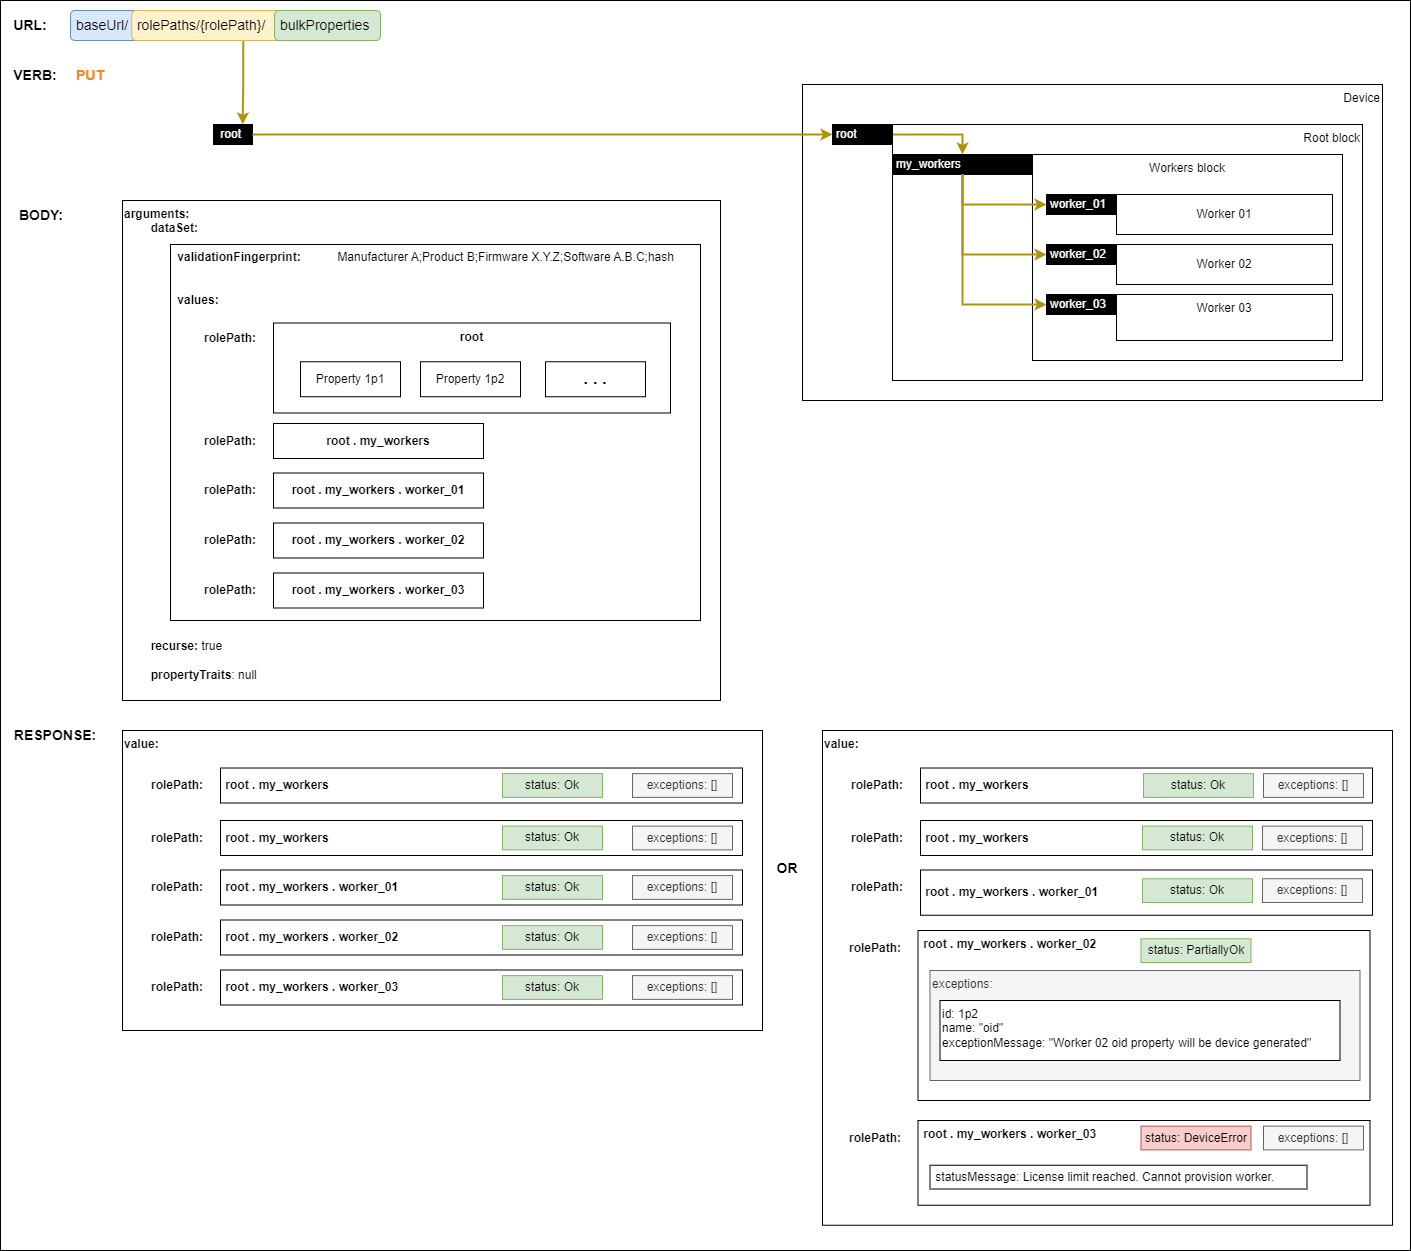 URL: baseUrl/ rolePaths/{rolePath}/ bulkProperties
VERB: PUT
root
Device
root
Root block
my_workers
Workers block
worker_01 Worker 01
worker_02 Worker 02
worker_03 Worker 03
BODY:
arguments:
dataSet:
validationFingerprint: Manufacturer A;Product B;Firmware X.Y.Z;Software A.B.C;hash
values:
rolePath: root
Property 1p1 Property 1p2 . . .
rolePath: root . my_workers
rolePath: root . my_workers . worker_01
rolePath: root . my_workers . worker_02
rolePath: root . my_workers . worker_03
recurse: true
propertyTraits: null
RESPONSE:
value:
rolePath: root . my_workers status: Ok exceptions: []
rolePath: root . my_workers status: Ok exceptions: []
rolePath: root . my_workers . worker_01 status: Ok exceptions: []
rolePath: root . my_workers . worker_02 status: Ok exceptions: []
rolePath: root . my_workers . worker_03 status: Ok exceptions: []
OR
value:
rolePath: root . my_workers status: Ok exceptions: []
rolePath: root . my_workers status: Ok exceptions: []
rolePath: root . my_workers . worker_01 status: Ok exceptions: []
rolePath: root . my_workers . worker_02 status: PartiallyOk
exceptions:
id: 1p2
name: "oid"
exceptionMessage: "Worker 02 oid property will be device generated"
rolePath: root . my_workers . worker_03 status: DeviceError exceptions: []
statusMessage: License limit reached. Cannot provision worker.